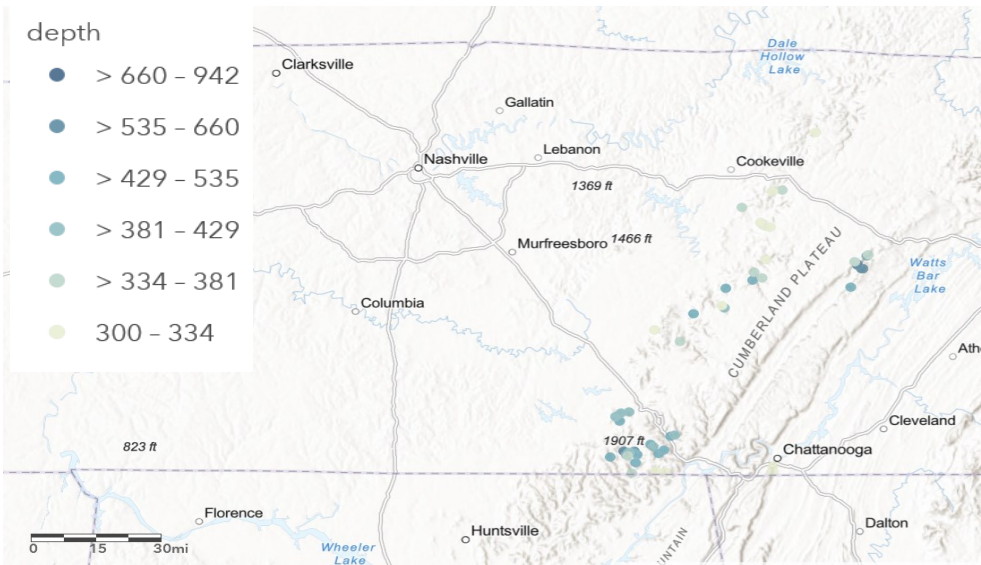 depth
> 660 – 942
> 535 – 660
> 429 – 535
> 381 – 429
> 334 – 381
300 – 334
Clarksville
Dale
Hollow
Lake
Gallatin
Nashville
Lebanon
Cookeville
1369 ft
Murfreesboro
1466 ft
CUMBERLAND PLATEAU
Watts
Bar
Lake
Columbia
Ath
Cleveland
823 ft
1907 ft
Chattanooga
Florence
Huntsville
Dalton
Wheeler
Lake
NTAIN
0 15 30mi